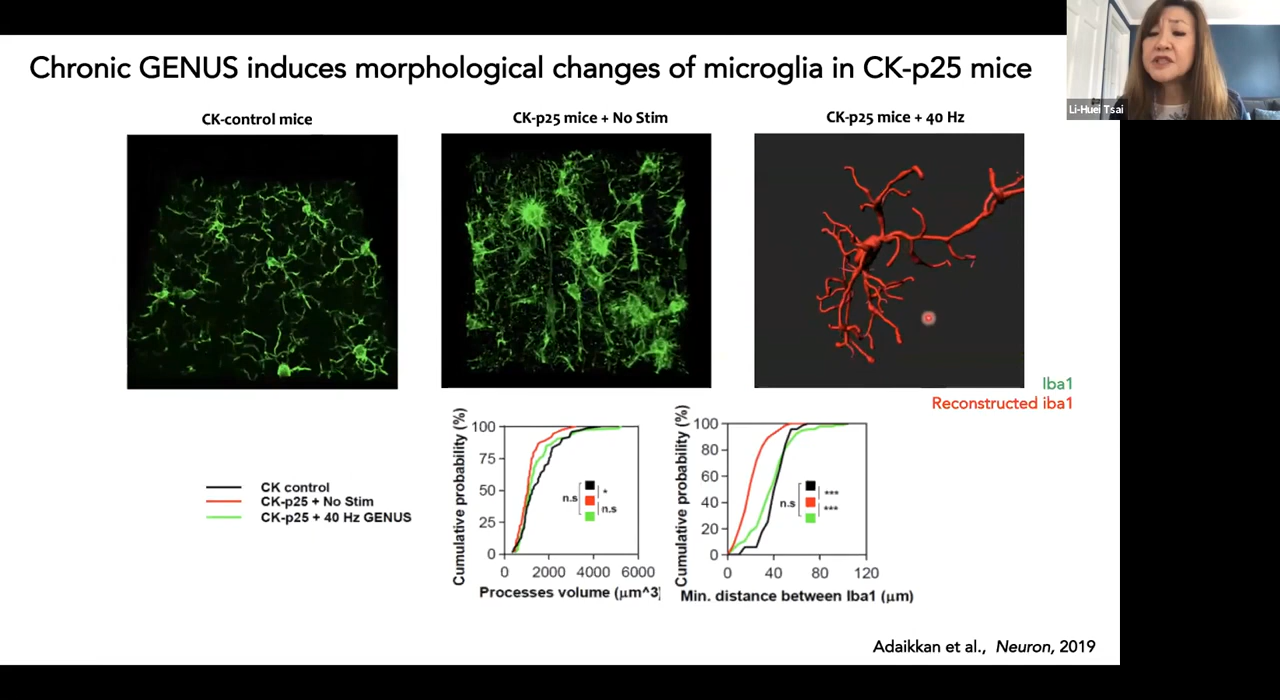 Chronic GENUS induces morphological changes of microglia in CK-p25 mice
Li-Huei Tsai
CK-control mice
CK-p25 mice + No Stim
CK-p25 mice + 40 Hz
Iba1
Reconstructed iba1
CK control
CK-p25 + No Stim
CK-p25 + 40 Hz GENUS
Cumulative probability (%)
100
75
50
25
0
n.s
*
n.s
0 2000 4000 6000
Processes volume (µm^3)
Cumulative probability (%)
100
80
60
40
20
0
n.s
***
***
0 40 80 120
Min. distance between Iba1 (µm)
Adaikkan et al., Neuron, 2019